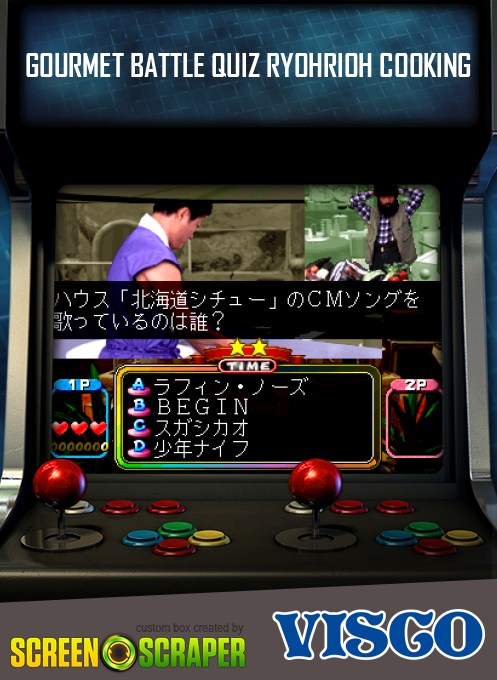 GOURMET BATTLE QUIZ RYOHRIOH COOKING
ハウス「北海道シチュー」のCMソングを
歌っているのは誰?
TIME
1P
2P
A ラフィン・ノーズ
B BEGIN
C スガシカオ
D 少年ナイフ
custom box created by
SCREEN SCRAPER
VISCO